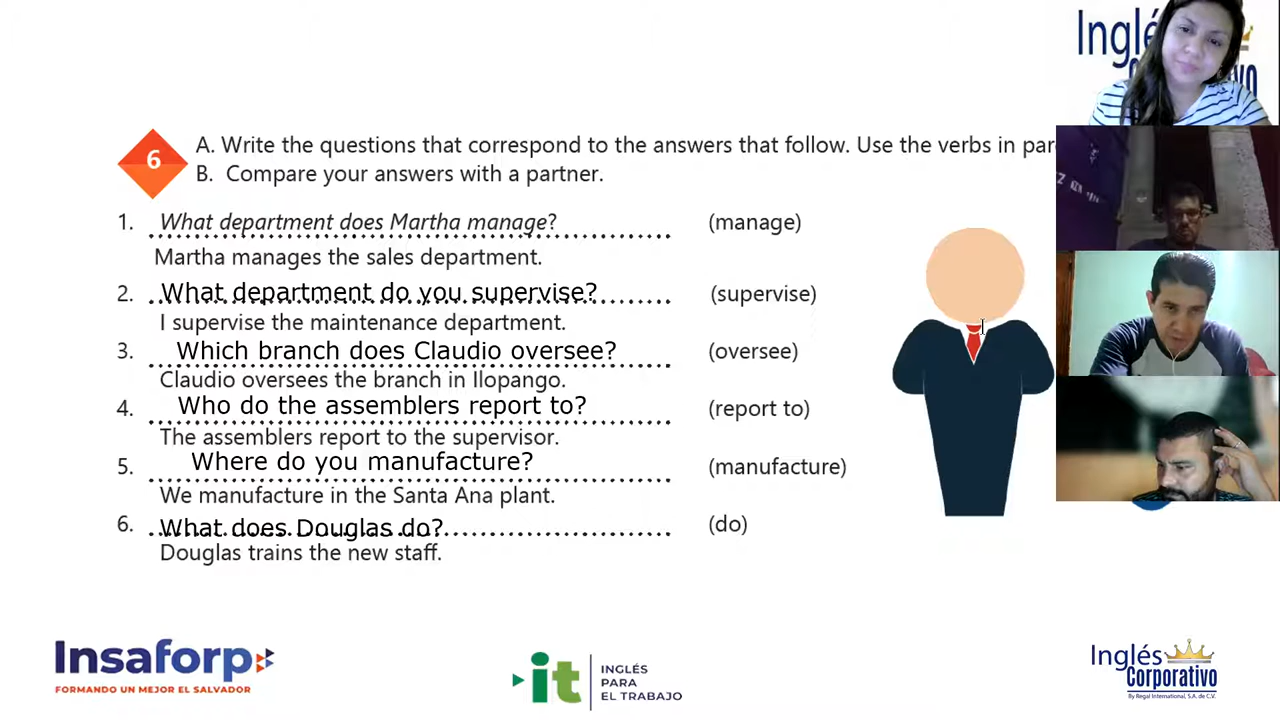 Inglés
6
A. Write the questions that correspond to the answers that follow. Use the verbs in
B. Compare your answers with a partner.
1. What department does Martha manage? (manage)
Martha manages the sales department.
2. What department do you supervise? (supervise)
I supervise the maintenance department.
3. Which branch does Claudio oversee? (oversee)
Claudio oversees the branch in Ilopango.
4. Who do the assemblers report to? (report to)
The assemblers report to the supervisor.
5. Where do you manufacture? (manufacture)
We manufacture in the Santa Ana plant.
6. What does Douglas do? (do)
Douglas trains the new staff.
Insaforp
FORMANDO UN MEJOR EL SALVADOR
it
INGLÉS
PARA
EL TRABAJO
Inglés
Corporativo
By Regal International, S.A. de C.V.